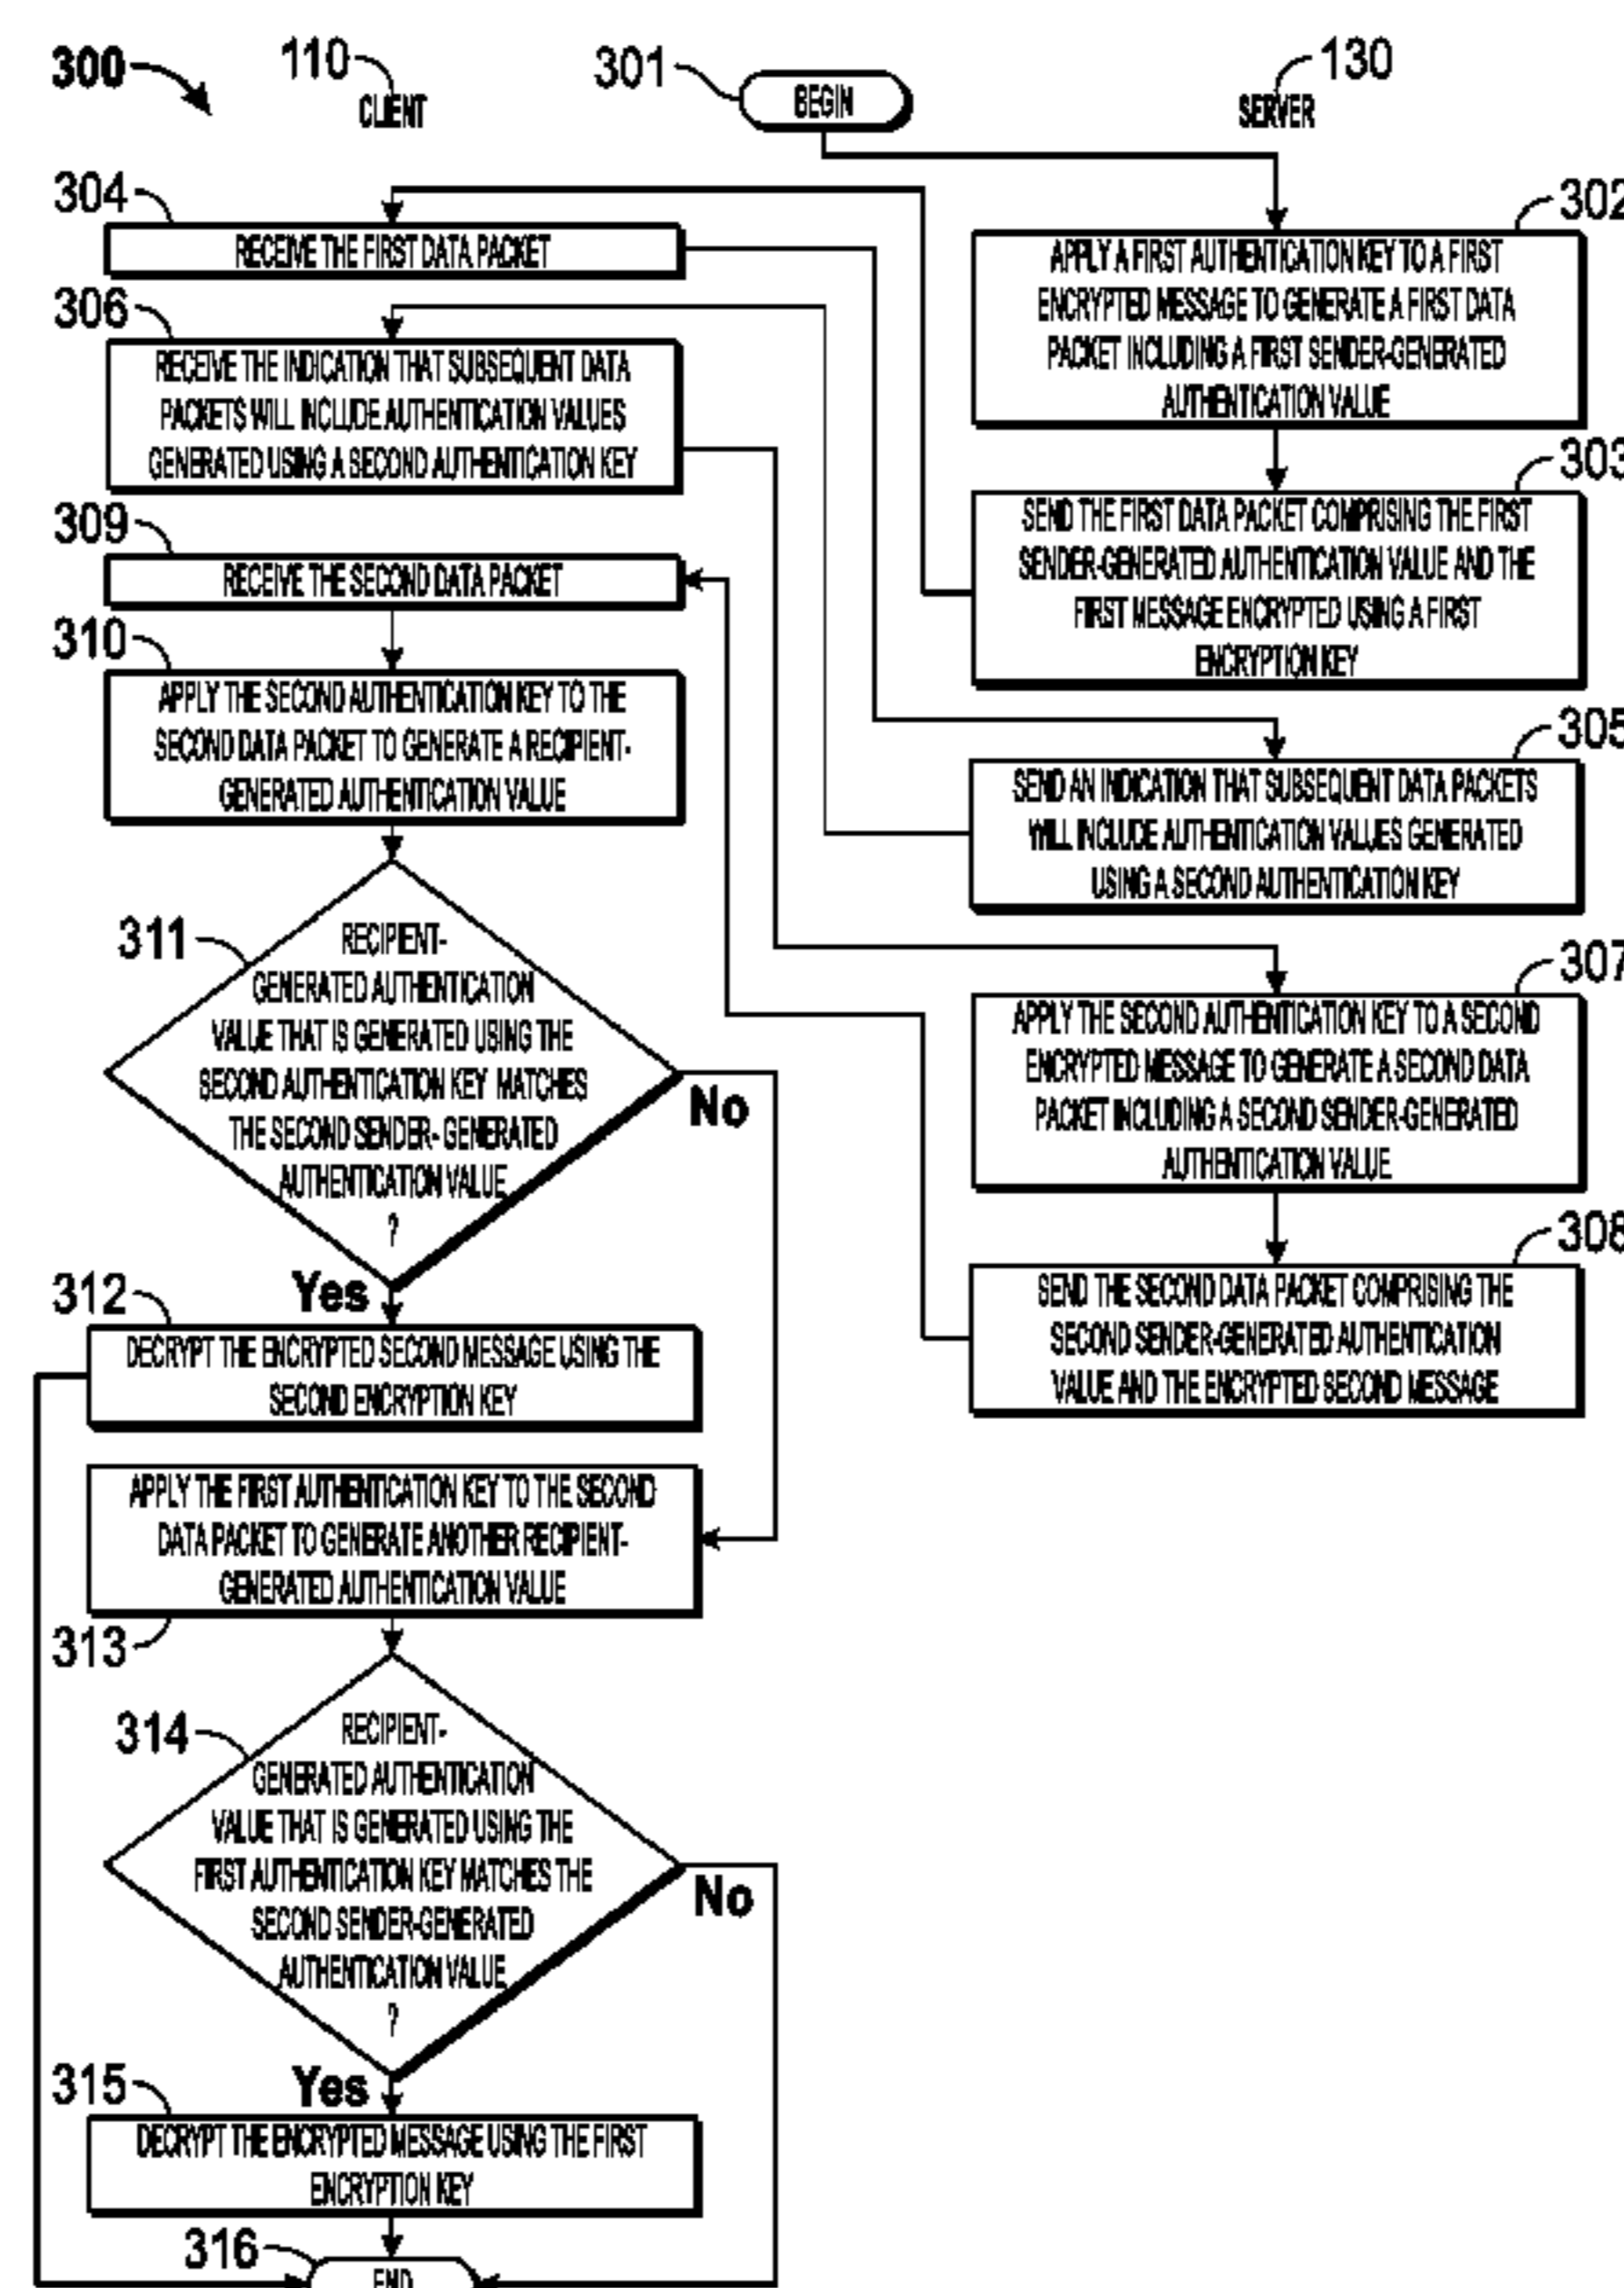 300
110
CLIENT
301
BEGIN
130
SERVER
304
RECEIVE THE FIRST DATA PACKET
302
APPLY A FIRST AUTHENTICATION KEY TO A FIRST
ENCRYPTED MESSAGE TO GENERATE A FIRST DATA
PACKET INCLUDING A FIRST SENDER-GENERATED
AUTHENTICATION VALUE
306
RECEIVE THE INDICATION THAT SUBSEQUENT DATA
PACKETS WILL INCLUDE AUTHENTICATION VALUES
GENERATED USING A SECOND AUTHENTICATION KEY
303
SEND THE FIRST DATA PACKET COMPRISING THE FIRST
SENDER-GENERATED AUTHENTICATION VALUE AND THE
FIRST MESSAGE ENCRYPTED USING A FIRST
ENCRYPTION KEY
309
RECEIVE THE SECOND DATA PACKET
310
APPLY THE SECOND AUTHENTICATION KEY TO THE
SECOND DATA PACKET TO GENERATE A RECIPIENT-
GENERATED AUTHENTICATION VALUE
305
SEND AN INDICATION THAT SUBSEQUENT DATA PACKETS
WILL INCLUDE AUTHENTICATION VALUES GENERATED
USING A SECOND AUTHENTICATION KEY
311
RECIPIENT-
GENERATED AUTHENTICATION
VALUE THAT IS GENERATED USING THE
SECOND AUTHENTICATION KEY MATCHES
THE SECOND SENDER- GENERATED
AUTHENTICATION VALUE
?
No
Yes
307
APPLY THE SECOND AUTHENTICATION KEY TO A SECOND
ENCRYPTED MESSAGE TO GENERATE A SECOND DATA
PACKET INCLUDING A SECOND SENDER-GENERATED
AUTHENTICATION VALUE
308
SEND THE SECOND DATA PACKET COMPRISING THE
SECOND SENDER-GENERATED AUTHENTICATION
VALUE AND THE ENCRYPTED SECOND MESSAGE
312
DECRYPT THE ENCRYPTED SECOND MESSAGE USING THE
SECOND ENCRYPTION KEY
APPLY THE FIRST AUTHENTICATION KEY TO THE SECOND
DATA PACKET TO GENERATE ANOTHER RECIPIENT-
GENERATED AUTHENTICATION VALUE
313
314
RECIPIENT-
GENERATED AUTHENTICATION
VALUE THAT IS GENERATED USING THE
FIRST AUTHENTICATION KEY MATCHES THE
SECOND SENDER-GENERATED
AUTHENTICATION VALUE
?
No
Yes
315
DECRYPT THE ENCRYPTED MESSAGE USING THE FIRST
ENCRYPTION KEY
316
END